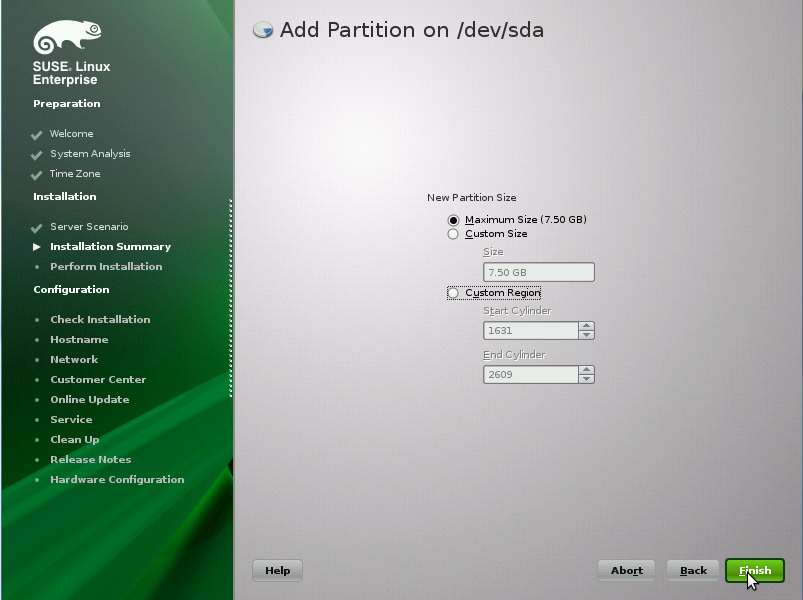 Add Partition on /dev/sda
SUSE. Linux
Enterprise
Preparation
Welcome
System Analysis
Time Zone
Installation
Server Scenario
Installation Summary
Perform Installation
Configuration
Check Installation
Hostname
Network
Customer Center
Online Update
Service
Clean Up
Release Notes
Hardware Configuration
New Partition Size
Maximum Size (7.50 GB)
Custom Size
Size
7.50 GB
Custom Region
Start Cylinder
1631
End Cylinder
2609
Help
Abort
Back
Finish